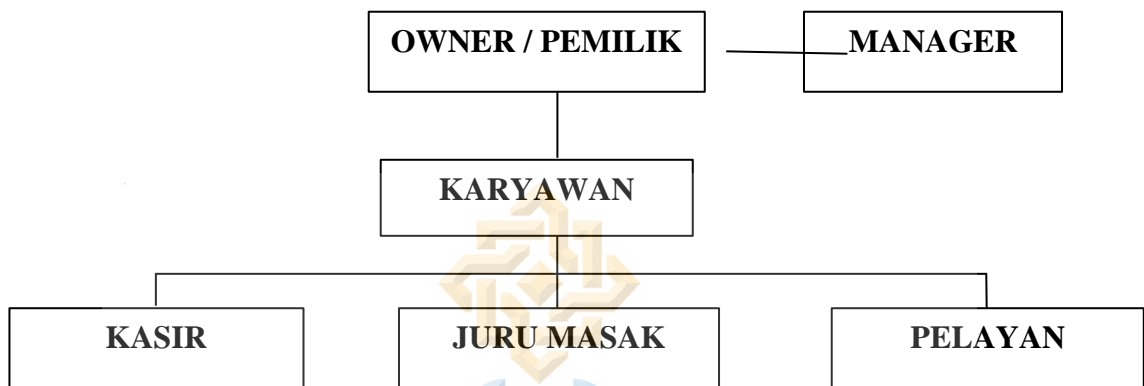 OWNER / PEMILIK
MANAGER
KARYAWAN
KASIR
JURU MASAK
PELAYAN